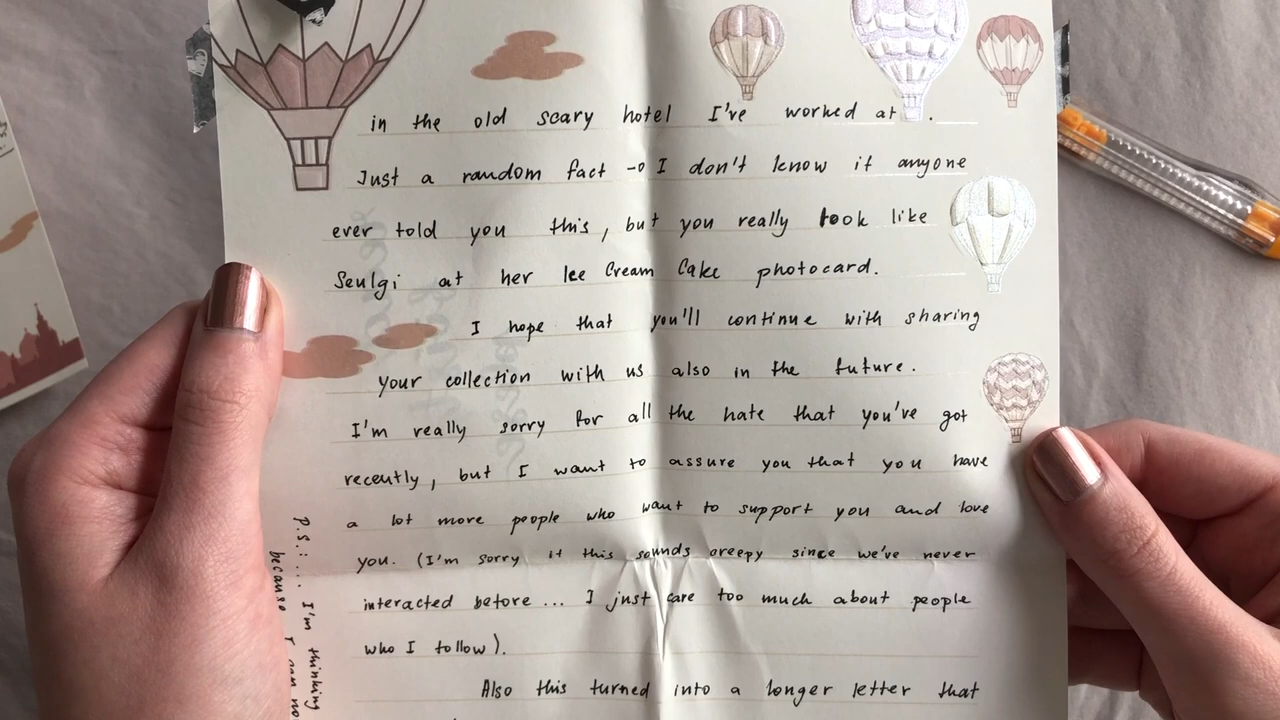 in the old scary hotel I've worked at .
Just a random fact -o I don't know if anyone
ever told you this, but you really look like
Seulgi at her Ice Cream Cake photocard.
I hope that you'll continue with sharing
your collection with us also in the future.
I'm really sorry for all the hate that you've got
recently, but I want to assure you that you have
a lot more people who want to support you and love
you. (I'm sorry if this sounds creepy since we've never
interacted before... I just care too much about people
who I follow).
Also this turned into a longer letter that
P.S.: ... I'm thinking
because I